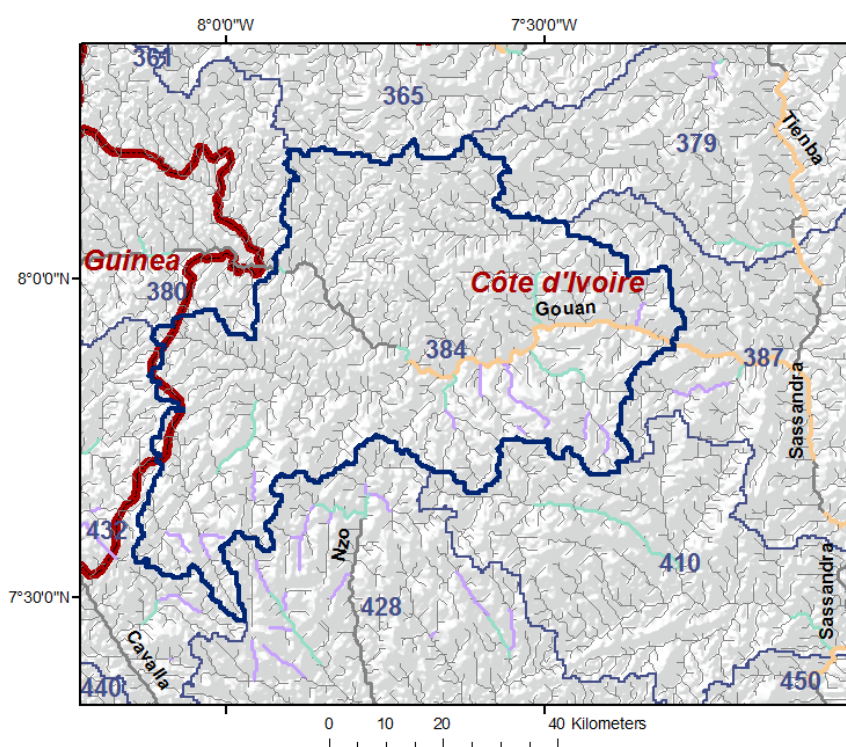 8°0'0"W
7°30'0"W
361
365
379
Tienba
Guinea
8°0'0"N
380
Côte d'Ivoire
Gouan
384
387
Sassandra
432
Nzo
410
Sassandra
7°30'0"N
428
Cavalla
440
450
0 10 20 40 Kilometers